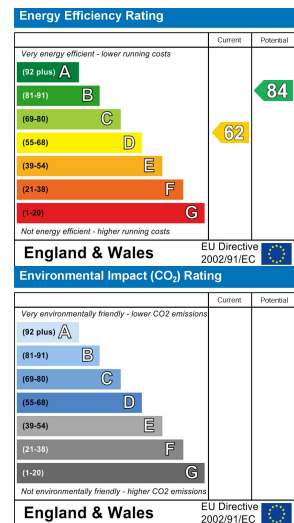 Energy Efficiency Rating
Current Potential
Very energy efficient - lower running costs
(92 plus) A
(81-91) B
84
(69-80) C
(55-68) D
62
(39-54) E
(21-38) F
(1-20) G
Not energy efficient - higher running costs
England & Wales
EU Directive
2002/91/EC
Environmental Impact (CO₂) Rating
Current Potential
Very environmentally friendly - lower CO2 emissions
(92 plus) A
(81-91) B
(69-80) C
(55-68) D
(39-54) E
(21-38) F
(1-20) G
Not environmentally friendly - higher CO2 emissions
England & Wales
EU Directive
2002/91/EC